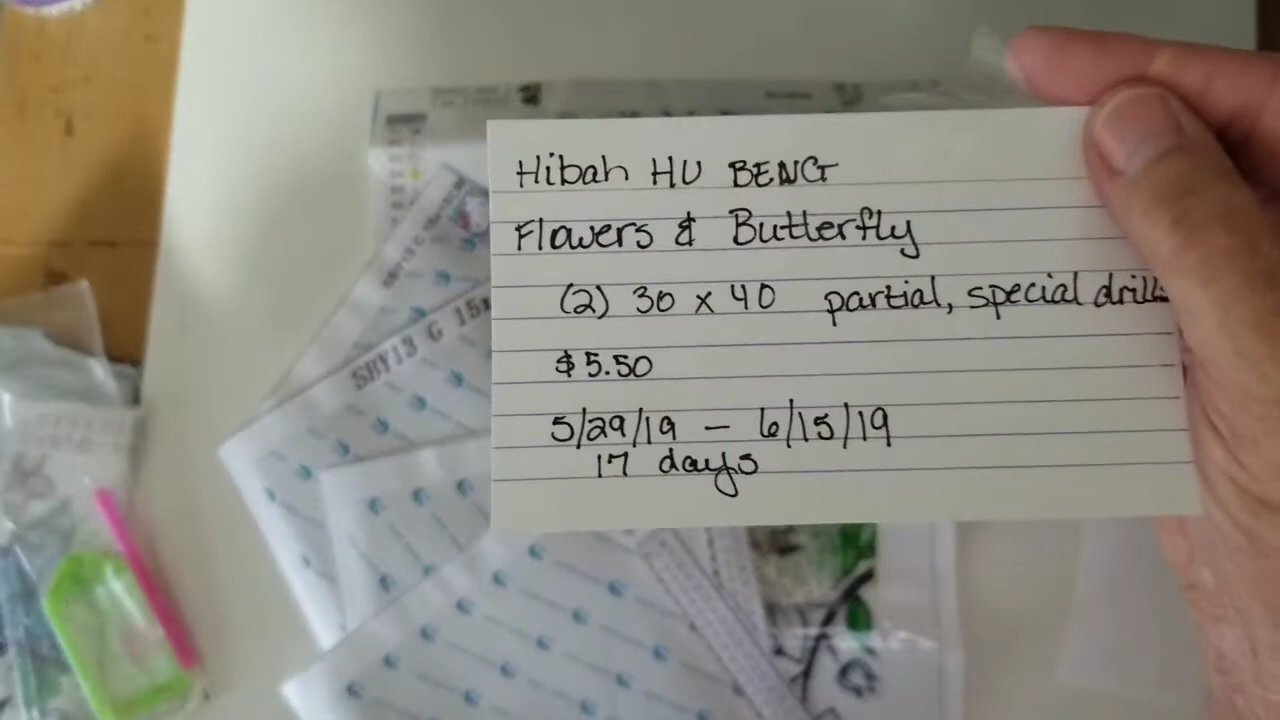 Hibah HU BENG
Flowers & Butterfly
(2) 30 x 40 partial, special drill
$5.50
5/29/19 – 6/15/19
17 days
SBY13 G 15